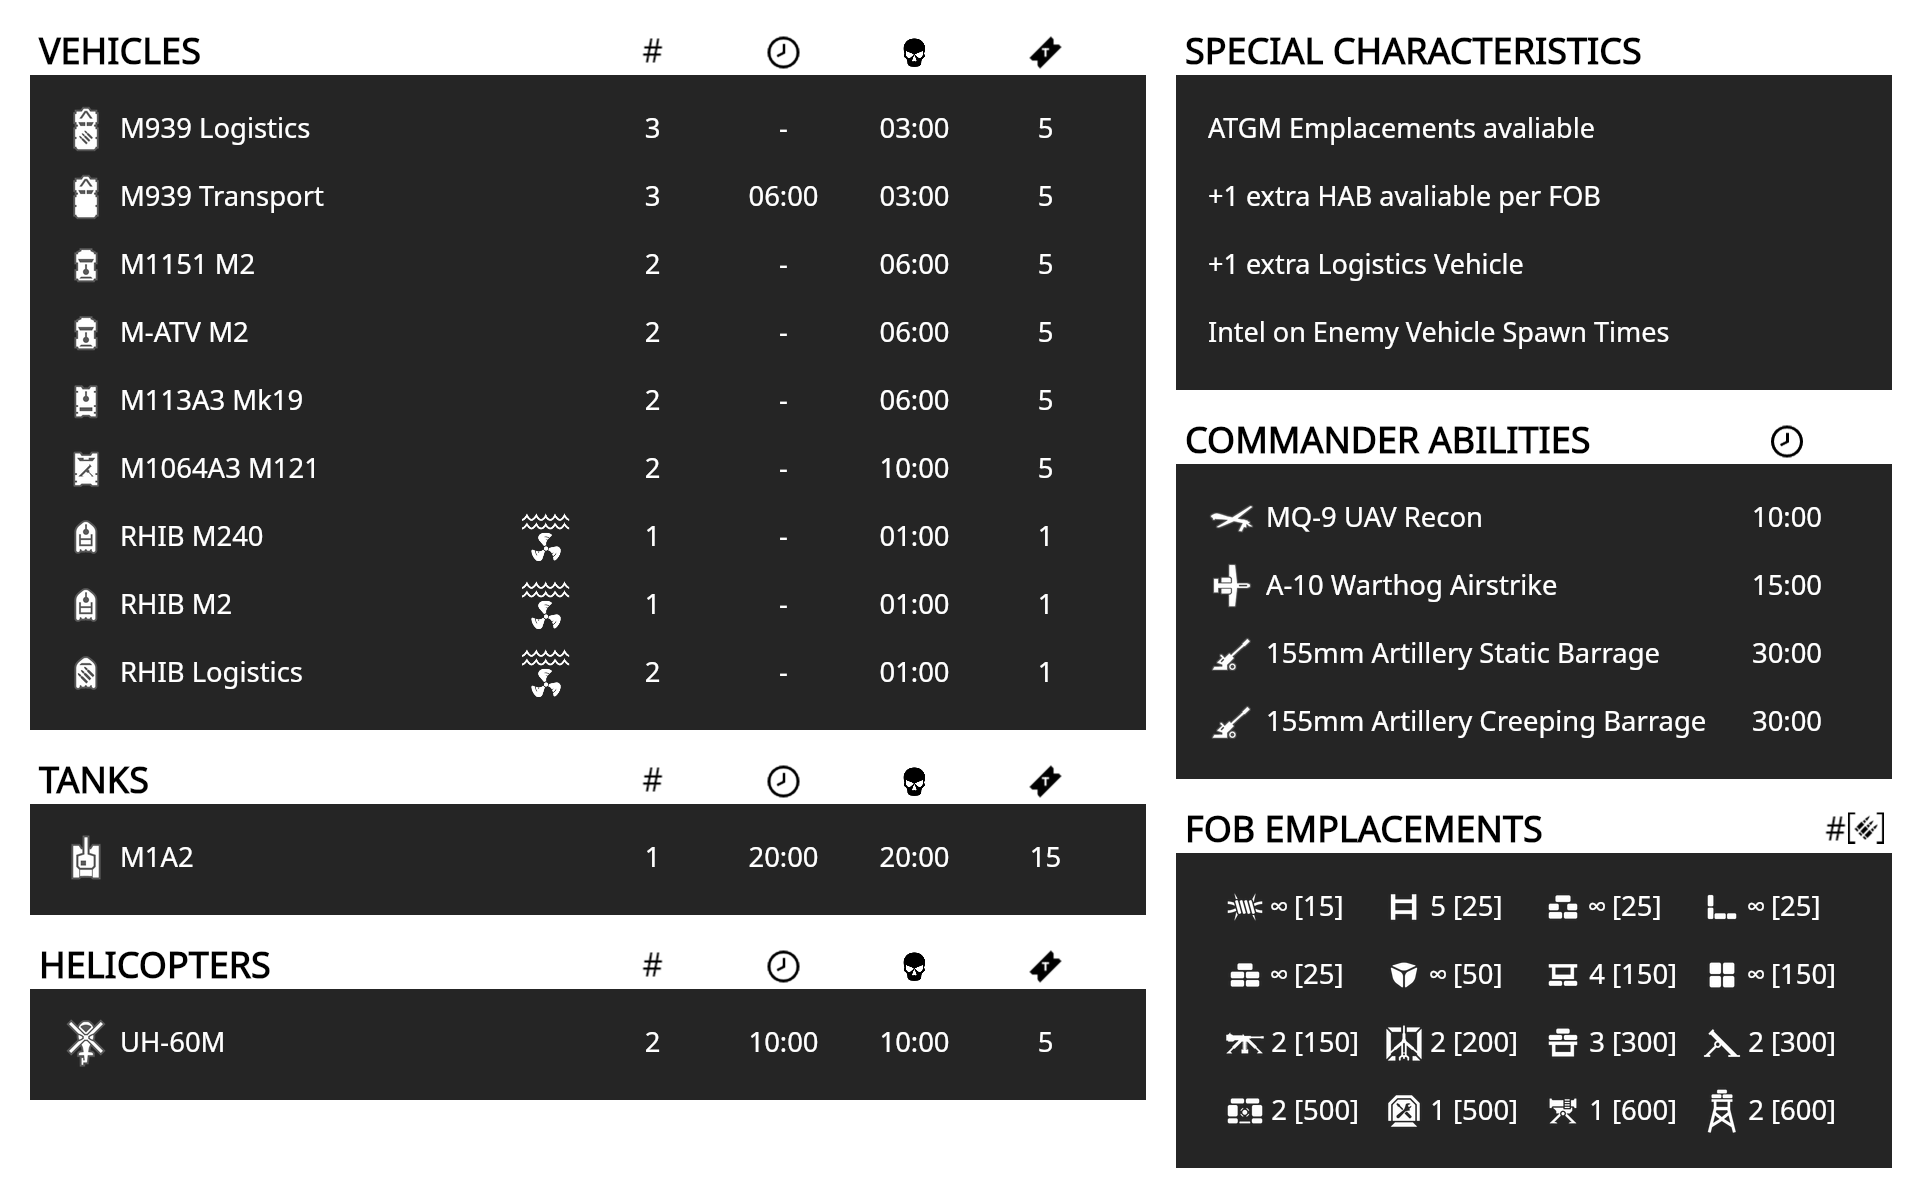 VEHICLES #
M939 Logistics 3 - 03:00 5
M939 Transport 3 06:00 03:00 5
M1151 M2 2 - 06:00 5
M-ATV M2 2 - 06:00 5
M113A3 Mk19 2 - 06:00 5
M1064A3 M121 2 - 10:00 5
RHIB M240 1 - 01:00 1
RHIB M2 1 - 01:00 1
RHIB Logistics 2 - 01:00 1
TANKS #
M1A2 1 20:00 20:00 15
HELICOPTERS #
UH-60M 2 10:00 10:00 5
SPECIAL CHARACTERISTICS
ATGM Emplacements avaliable
+1 extra HAB avaliable per FOB
+1 extra Logistics Vehicle
Intel on Enemy Vehicle Spawn Times
COMMANDER ABILITIES
MQ-9 UAV Recon 10:00
A-10 Warthog Airstrike 15:00
155mm Artillery Static Barrage 30:00
155mm Artillery Creeping Barrage 30:00
FOB EMPLACEMENTS #[]
∞ [15] 5 [25] ∞ [25] ∞ [25]
∞ [25] ∞ [50] 4 [150] ∞ [150]
2 [150] 2 [200] 3 [300] 2 [300]
2 [500] 1 [500] 1 [600] 2 [600]